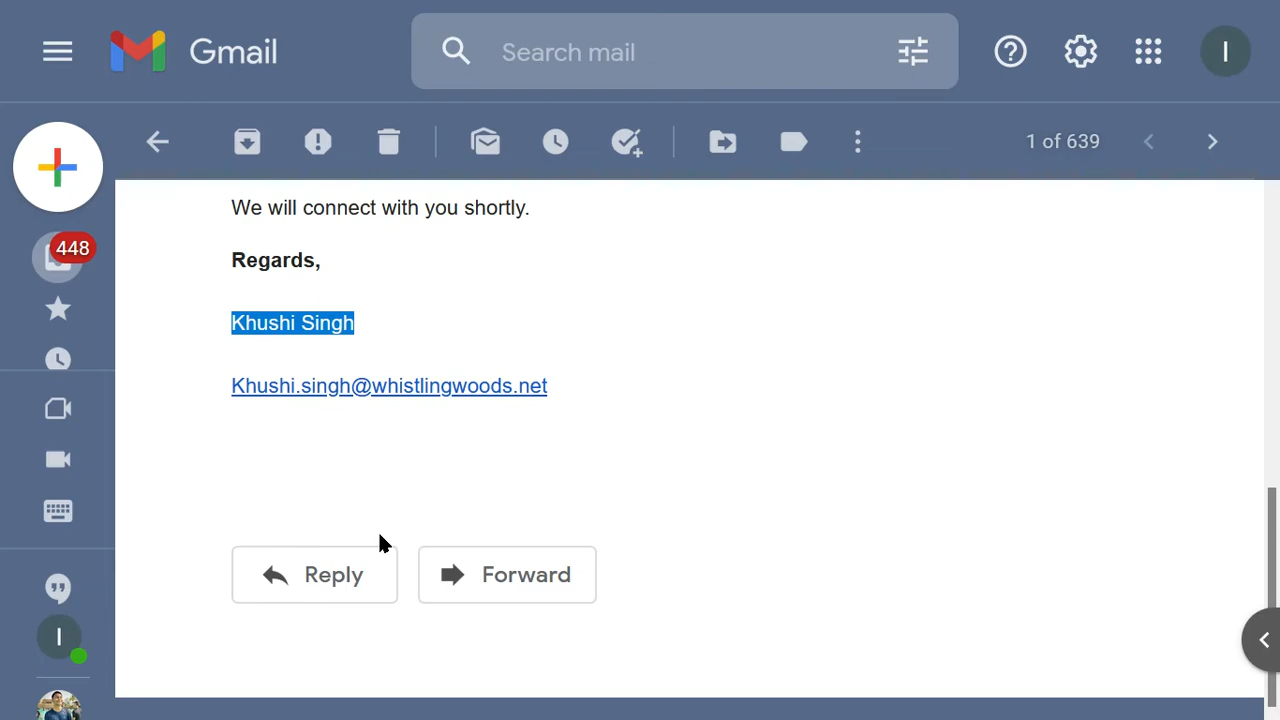 Gmail
Search mail
I
1 of 639
448
We will connect with you shortly.
Regards,
Khushi Singh
Khushi.singh@whistlingwoods.net
Reply
Forward
I